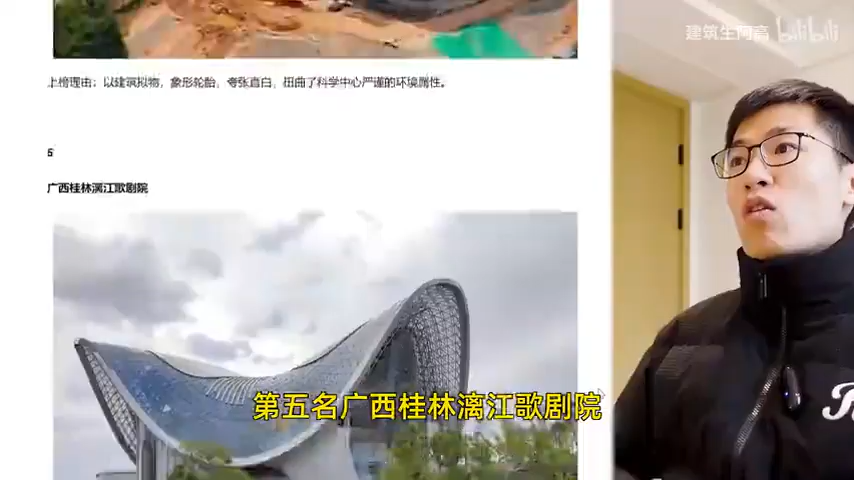 建筑生阿高 bilibili
上榜理由：以建筑拟物，象形轮胎，夸张直白，扭曲了科学中心严谨的环境属性。
5
广西桂林漓江歌剧院
第五名广西桂林漓江歌剧院